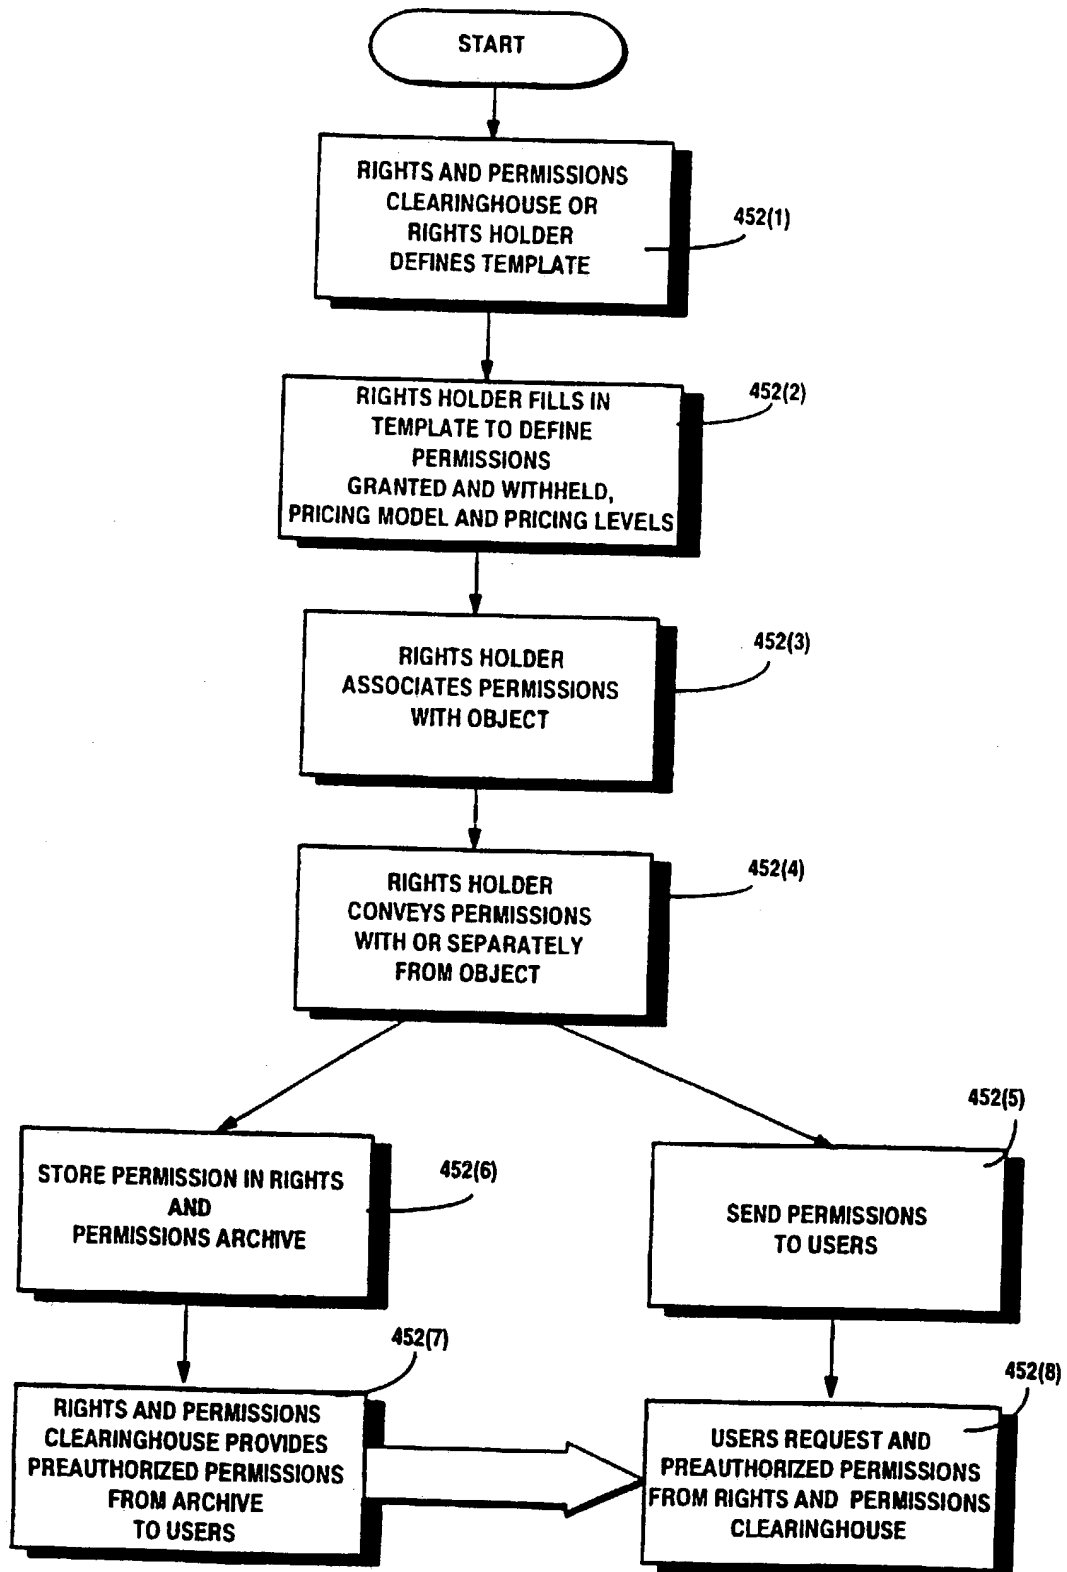 START
RIGHTS AND PERMISSIONS
CLEARINGHOUSE OR
RIGHTS HOLDER
DEFINES TEMPLATE
452(1)
RIGHTS HOLDER FILLS IN
TEMPLATE TO DEFINE
PERMISSIONS
GRANTED AND WITHHELD,
PRICING MODEL AND PRICING LEVELS
452(2)
RIGHTS HOLDER
ASSOCIATES PERMISSIONS
WITH OBJECT
452(3)
RIGHTS HOLDER
CONVEYS PERMISSIONS
WITH OR SEPARATELY
FROM OBJECT
452(4)
STORE PERMISSION IN RIGHTS
AND
PERMISSIONS ARCHIVE
452(6)
SEND PERMISSIONS
TO USERS
452(5)
RIGHTS AND PERMISSIONS
CLEARINGHOUSE PROVIDES
PREAUTHORIZED PERMISSIONS
FROM ARCHIVE
TO USERS
452(7)
USERS REQUEST AND
PREAUTHORIZED PERMISSIONS
FROM RIGHTS AND PERMISSIONS
CLEARINGHOUSE
452(8)